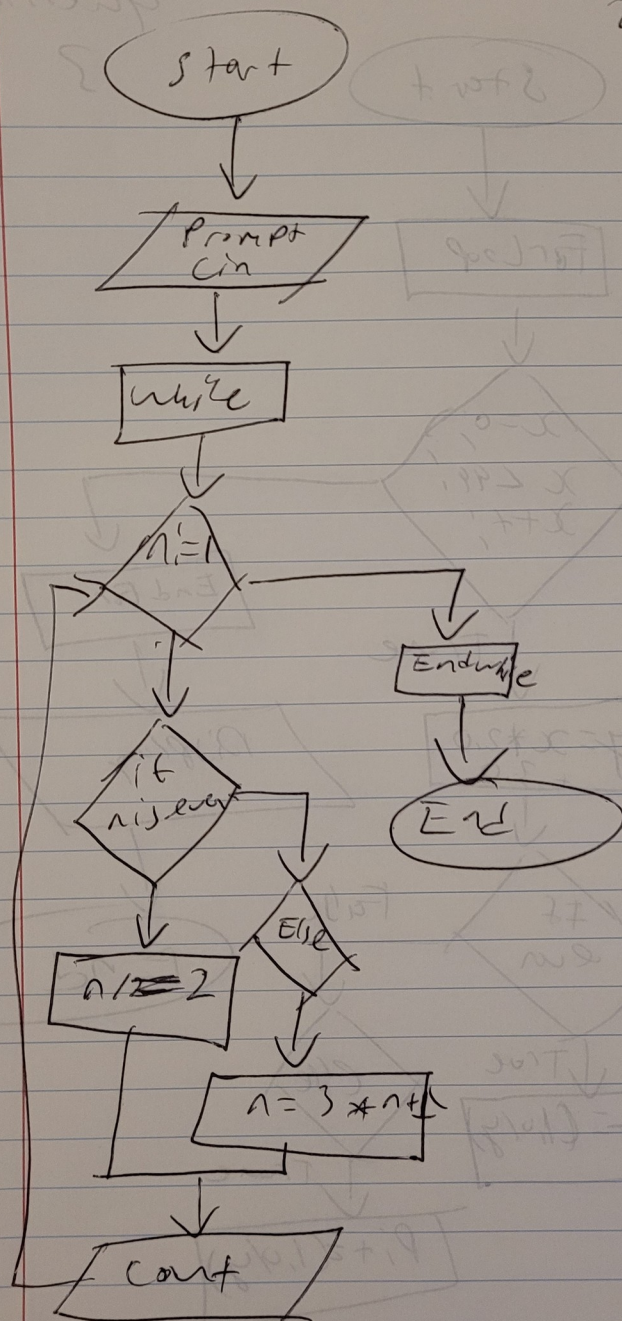 Start
Prompt
cin
while
n!=1
Endwhile
End
if
n is even
Else
n/=2
n = 3 * n + 1
cout